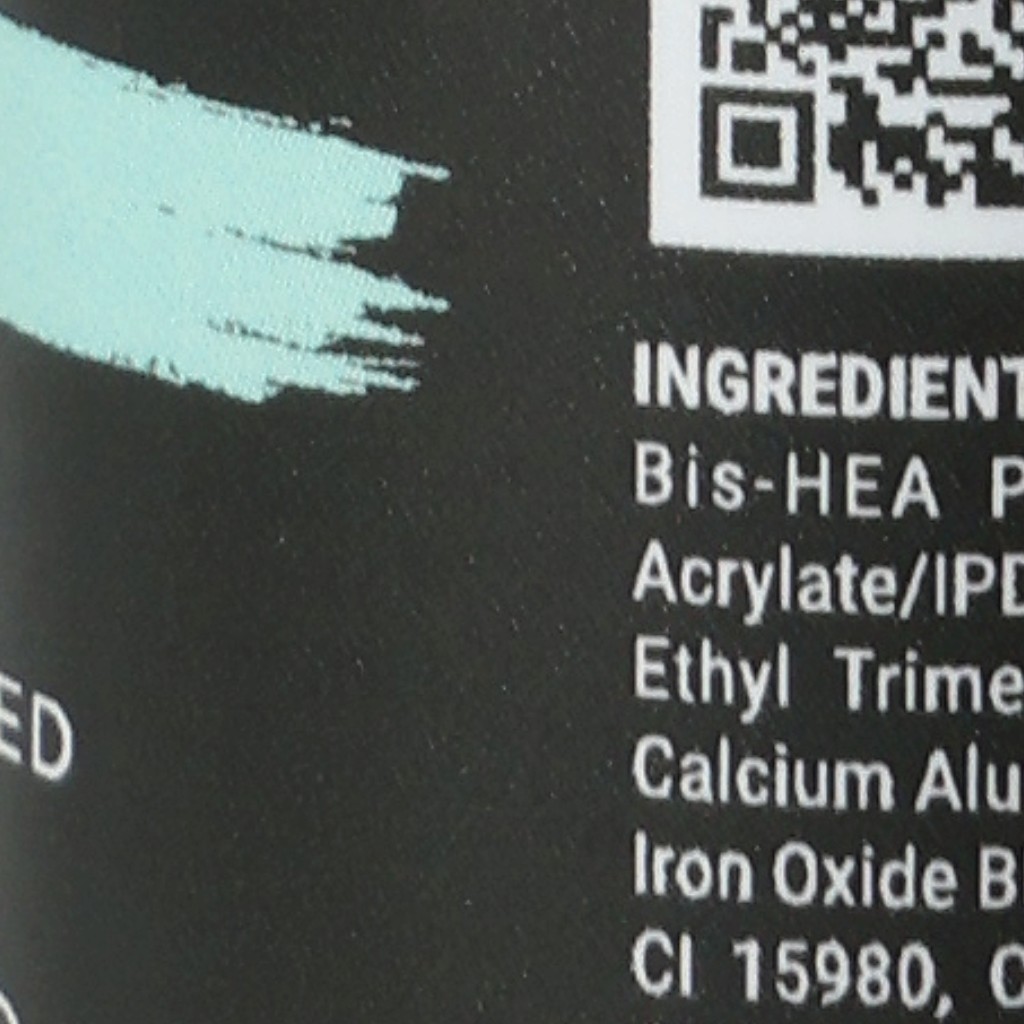 INGREDIENT
Bis-HEA P
Acrylate/IPD
Ethyl Trime
Calcium Alu
Iron Oxide B
CI 15980, C
ED